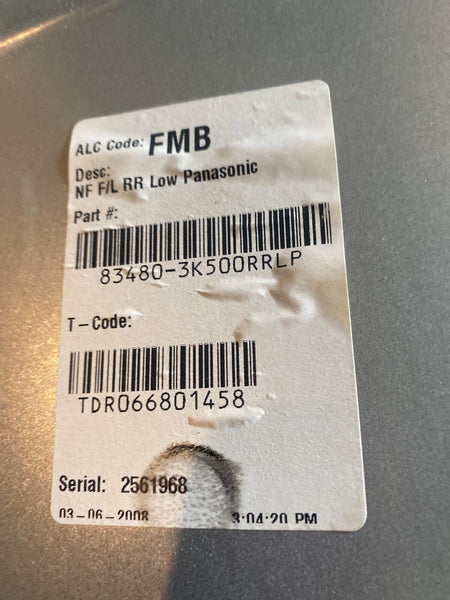 ALC Code: FMB
Desc:
NF F/L RR Low Panasonic
Part #:
83480-3K500RRLP
T-Code:
TDR066801458
Serial: 2561968
03-06-2008 3:04:20 PM